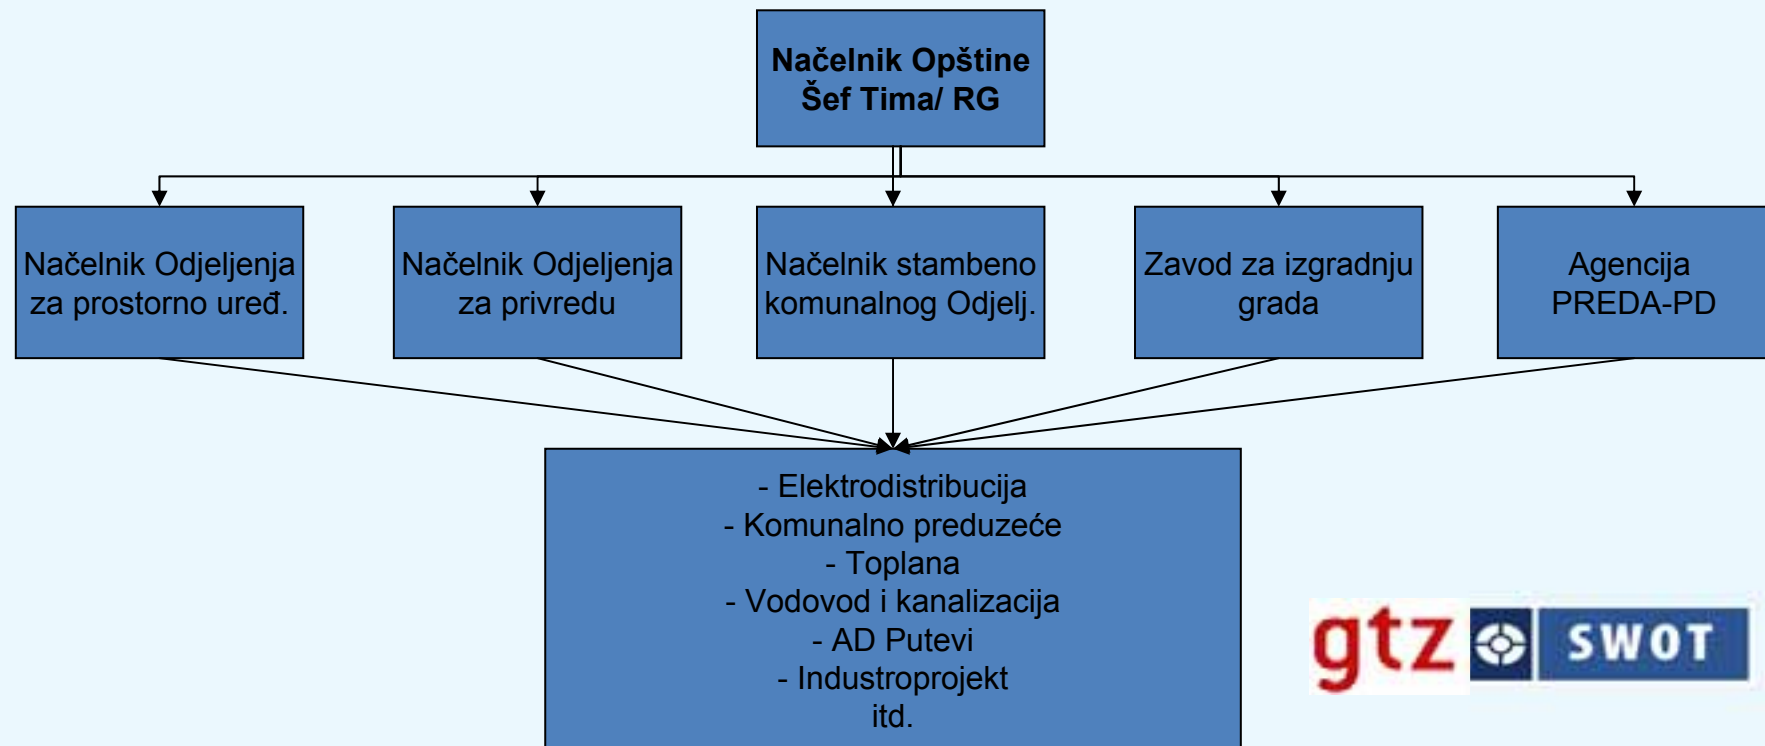 Načelnik Opštine
Šef Tima/ RG
Načelnik Odjeljenja
za prostorno uređ.
Načelnik Odjeljenja
za privredu
Načelnik stambeno
komunalnog Odjelj.
Zavod za izgradnju
grada
Agencija
PREDA-PD
- Elektrodistribucija
- Komunalno preduzeće
- Toplana
- Vodovod i kanalizacija
- AD Putevi
- Industroprojekt
itd.
gtz
SWOT